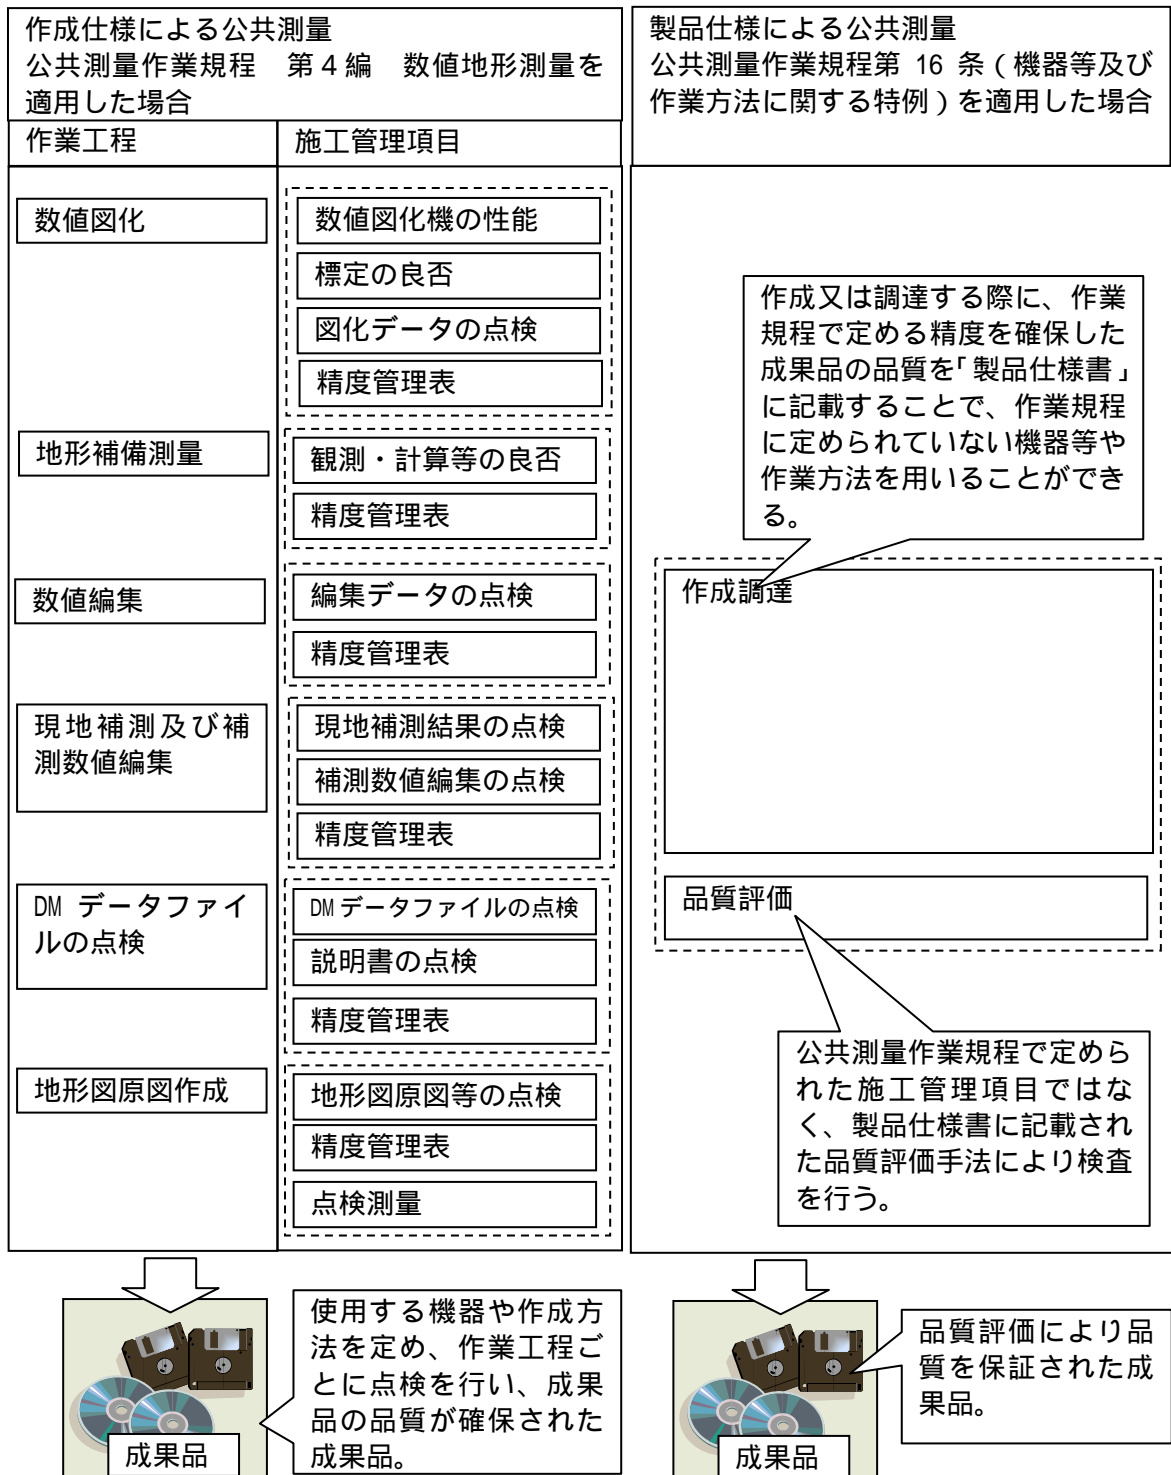 作成仕様による公共測量
公共測量作業規程　第４編　数値地形測量を
適用した場合
作業工程
施工管理項目
数値図化
数値図化機の性能
標定の良否
図化データの点検
精度管理表
地形補備測量
観測・計算等の良否
精度管理表
数値編集
編集データの点検
精度管理表
現地補測及び補
測数値編集
現地補測結果の点検
補測数値編集の点検
精度管理表
DM データファイ
ルの点検
DM データファイルの点検
説明書の点検
精度管理表
地形図原図作成
地形図原図等の点検
精度管理表
点検測量
成果品
使用する機器や作成方
法を定め、作業工程ご
とに点検を行い、成果
品の品質が確保された
成果品。
製品仕様による公共測量
公共測量作業規程第 16 条（機器等及び
作業方法に関する特例）を適用した場合
作成又は調達する際に、作業
規程で定める精度を確保した
成果品の品質を「製品仕様書」
に記載することで、作業規程
に定められていない機器等や
作業方法を用いることができ
る。
作成調達
品質評価
公共測量作業規程で定めら
れた施工管理項目ではな
く、製品仕様書に記載され
た品質評価手法により検査
を行う。
成果品
品質評価により品
質を保証された成
果品。